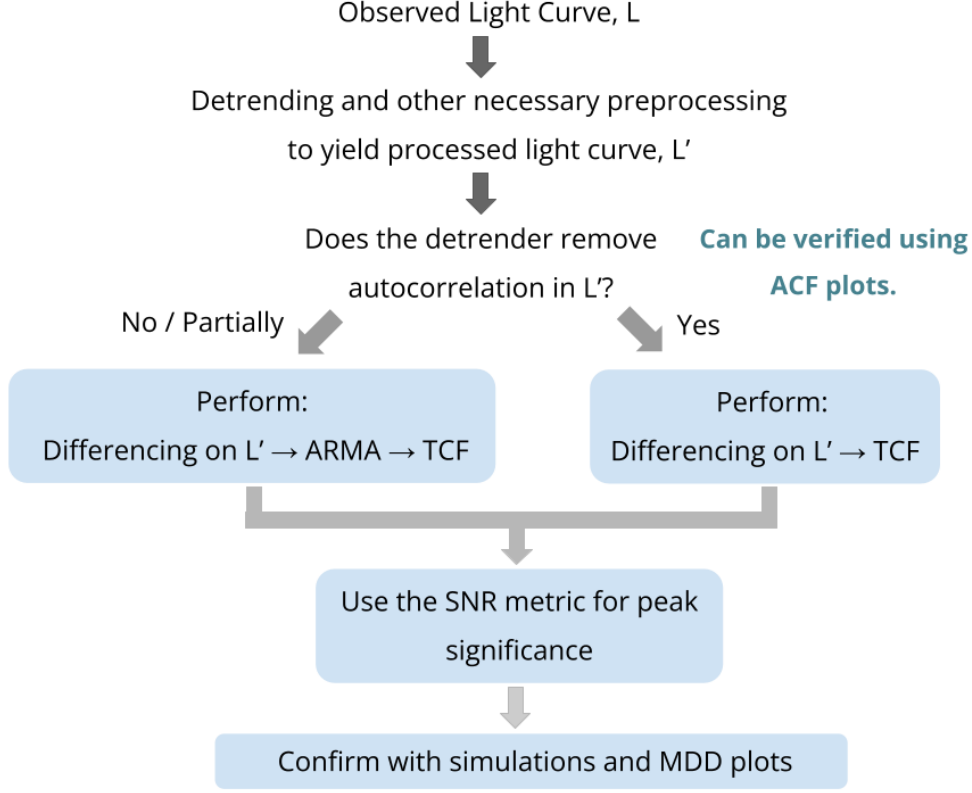 Observed Light Curve, L
Detrending and other necessary preprocessing
to yield processed light curve, L’
Does the detrender remove
autocorrelation in L’?
Can be verified using
ACF plots.
No / Partially
Yes
Perform:
Differencing on L’ → ARMA → TCF
Perform:
Differencing on L’ → TCF
Use the SNR metric for peak
significance
Confirm with simulations and MDD plots